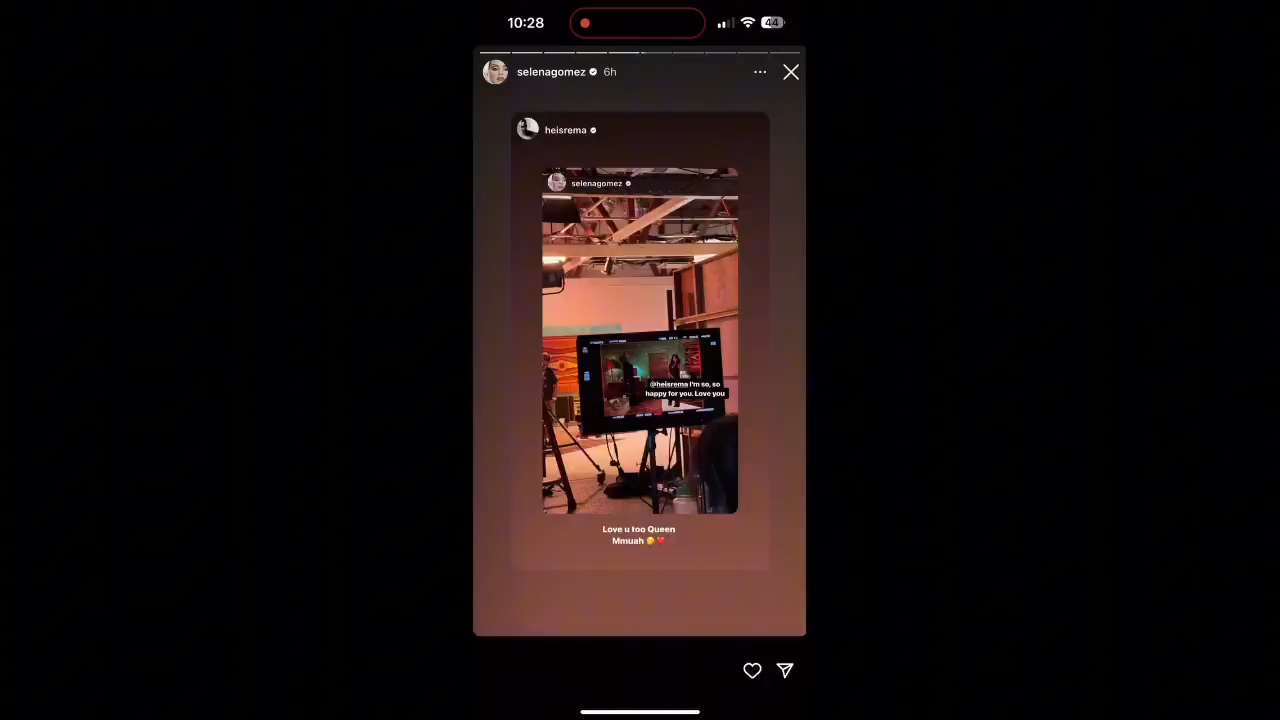 10:28
44
selenagomez 6h
heisrema
selenagomez
@heisrema I'm so, so
happy for you. Love you
Love u too Queen
Mmuah 🫣❤️